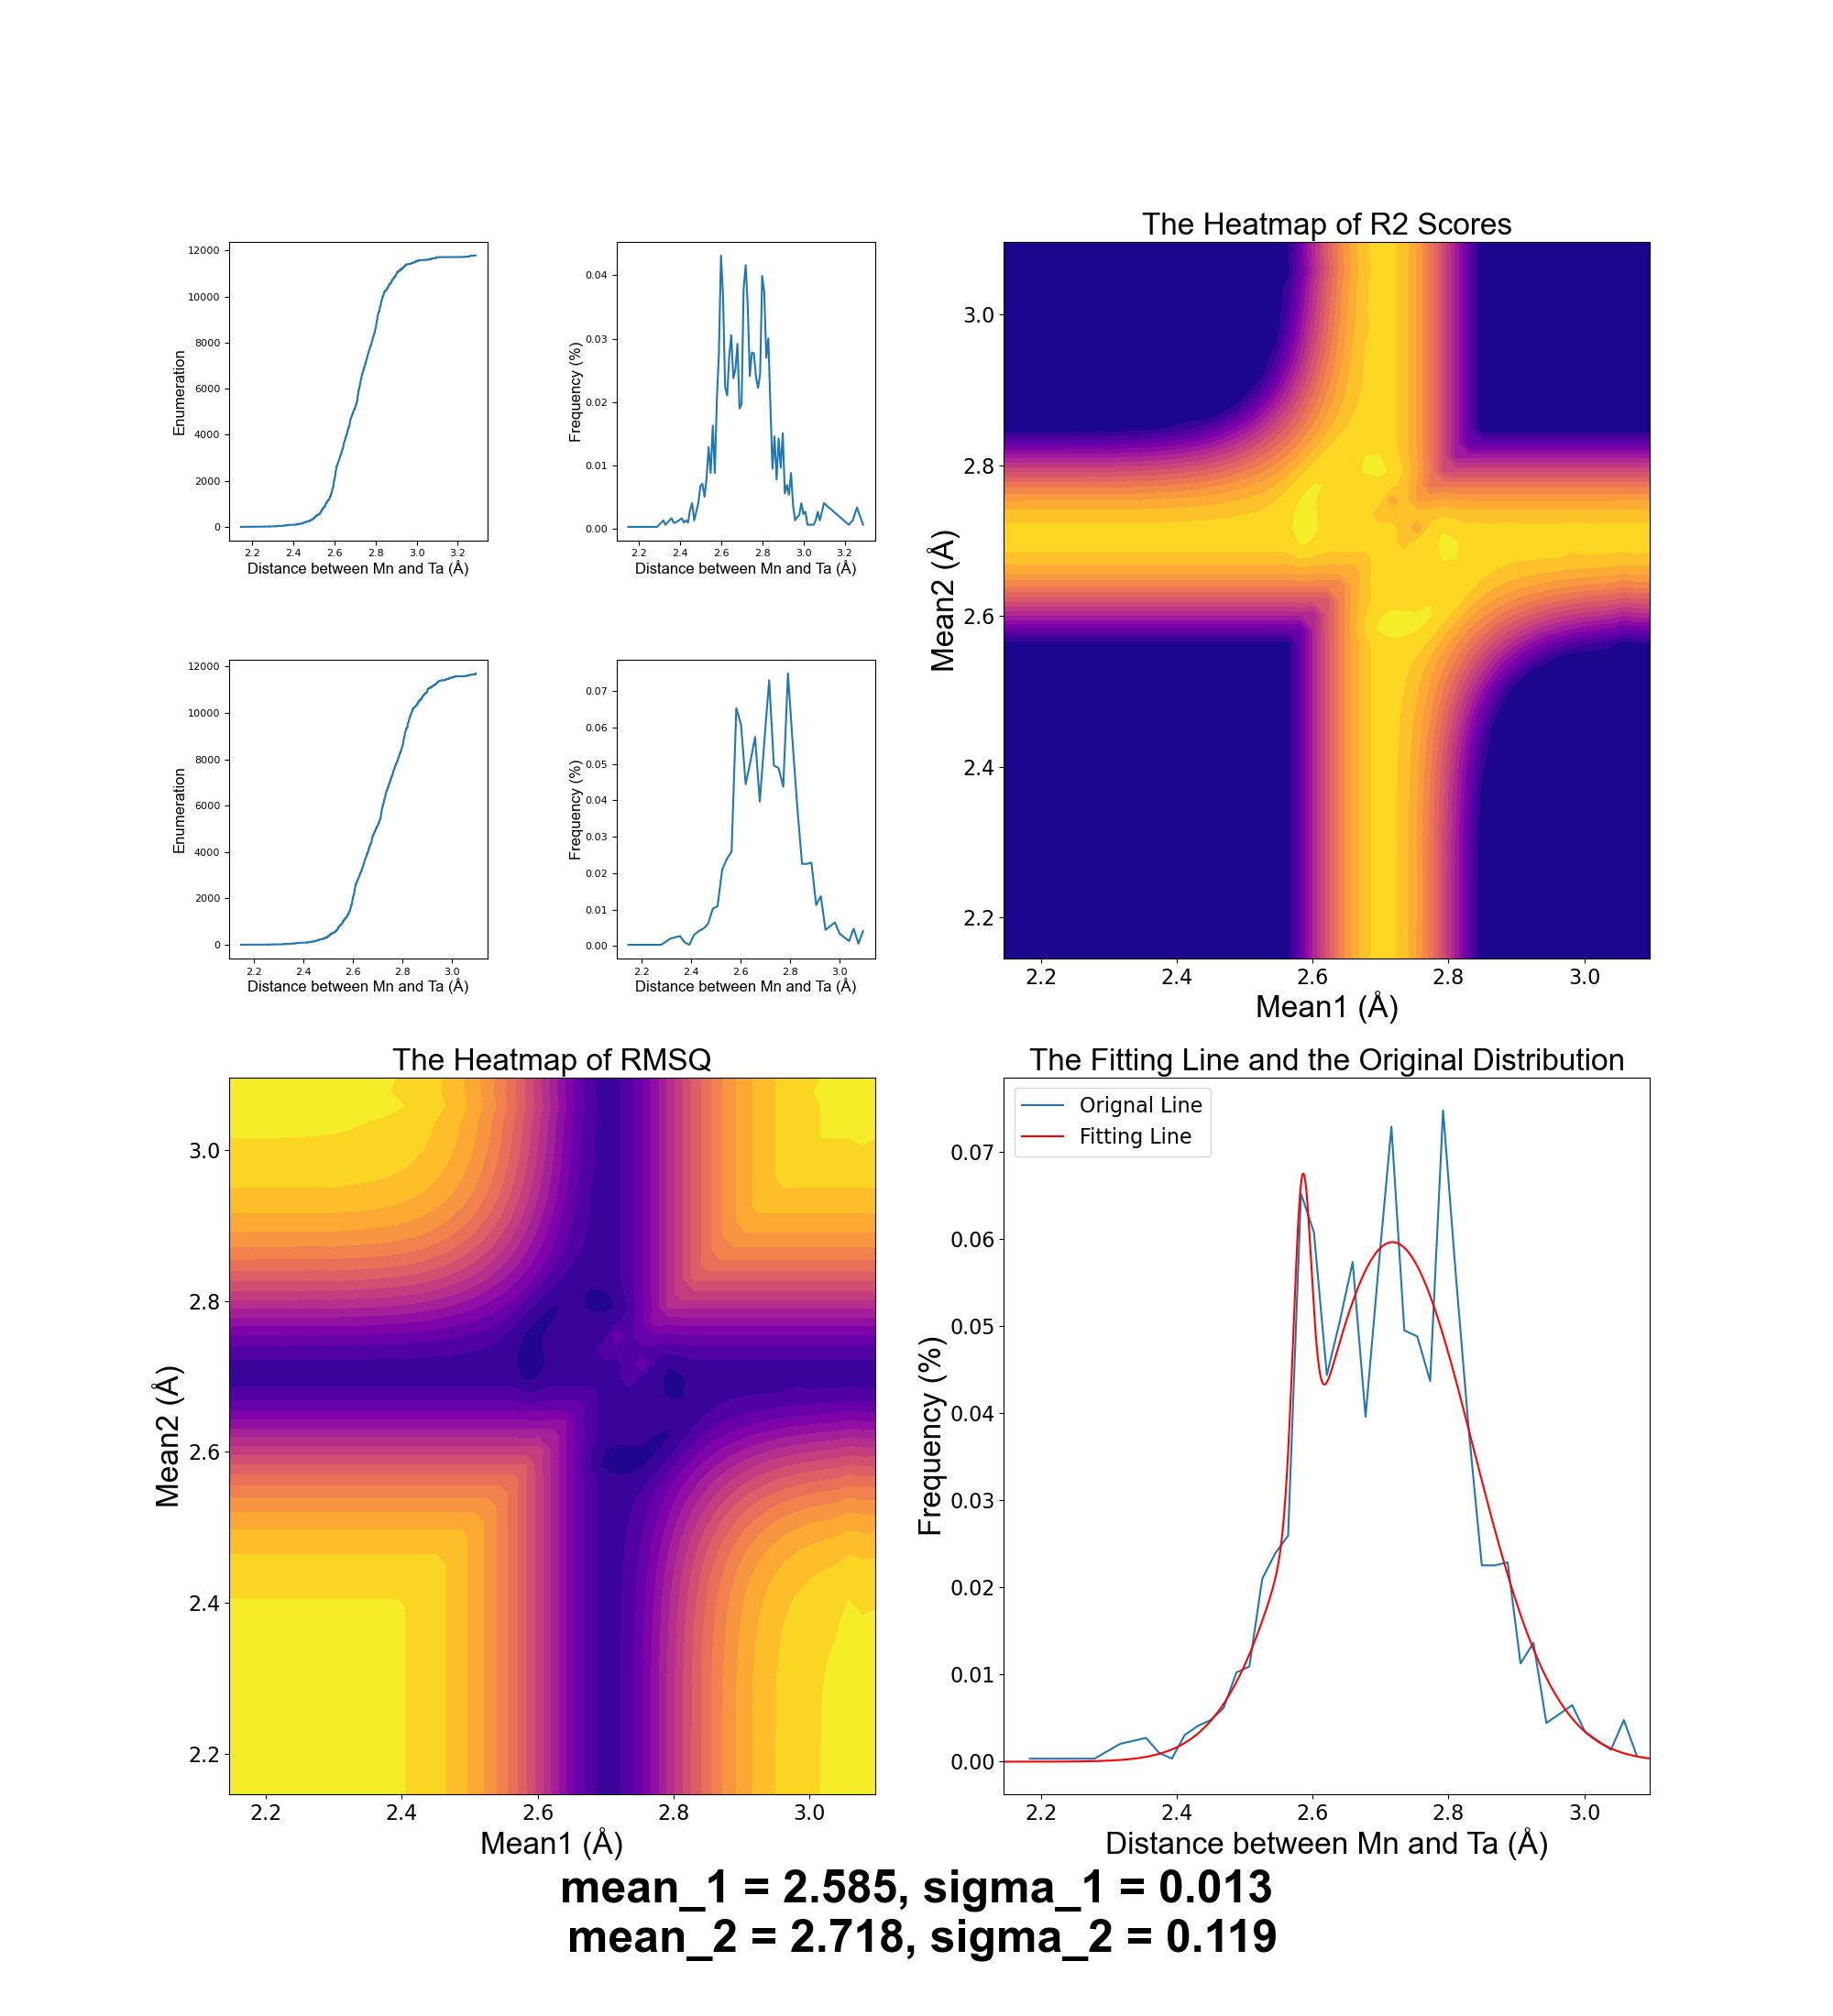 12000
10000
8000
6000
4000
2000
0
Enumeration
2.2 2.4 2.6 2.8 3.0 3.2
Distance between Mn and Ta (Å)
0.04
0.03
0.02
0.01
0.00
Frequency (%)
2.2 2.4 2.6 2.8 3.0 3.2
Distance between Mn and Ta (Å)
The Heatmap of R2 Scores
3.0
2.8
2.6
2.4
2.2
Mean2 (Å)
2.2 2.4 2.6 2.8 3.0
Mean1 (Å)
12000
10000
8000
6000
4000
2000
0
Enumeration
2.2 2.4 2.6 2.8 3.0
Distance between Mn and Ta (Å)
0.07
0.06
0.05
0.04
0.03
0.02
0.01
0.00
Frequency (%)
2.2 2.4 2.6 2.8 3.0
Distance between Mn and Ta (Å)
The Heatmap of RMSQ
3.0
2.8
2.6
2.4
2.2
Mean2 (Å)
2.2 2.4 2.6 2.8 3.0
Mean1 (Å)
The Fitting Line and the Original Distribution
Orignal Line
Fitting Line
0.07
0.06
0.05
0.04
0.03
0.02
0.01
0.00
Frequency (%)
2.2 2.4 2.6 2.8 3.0
Distance between Mn and Ta (Å)
mean_1 = 2.585, sigma_1 = 0.013
mean_2 = 2.718, sigma_2 = 0.119